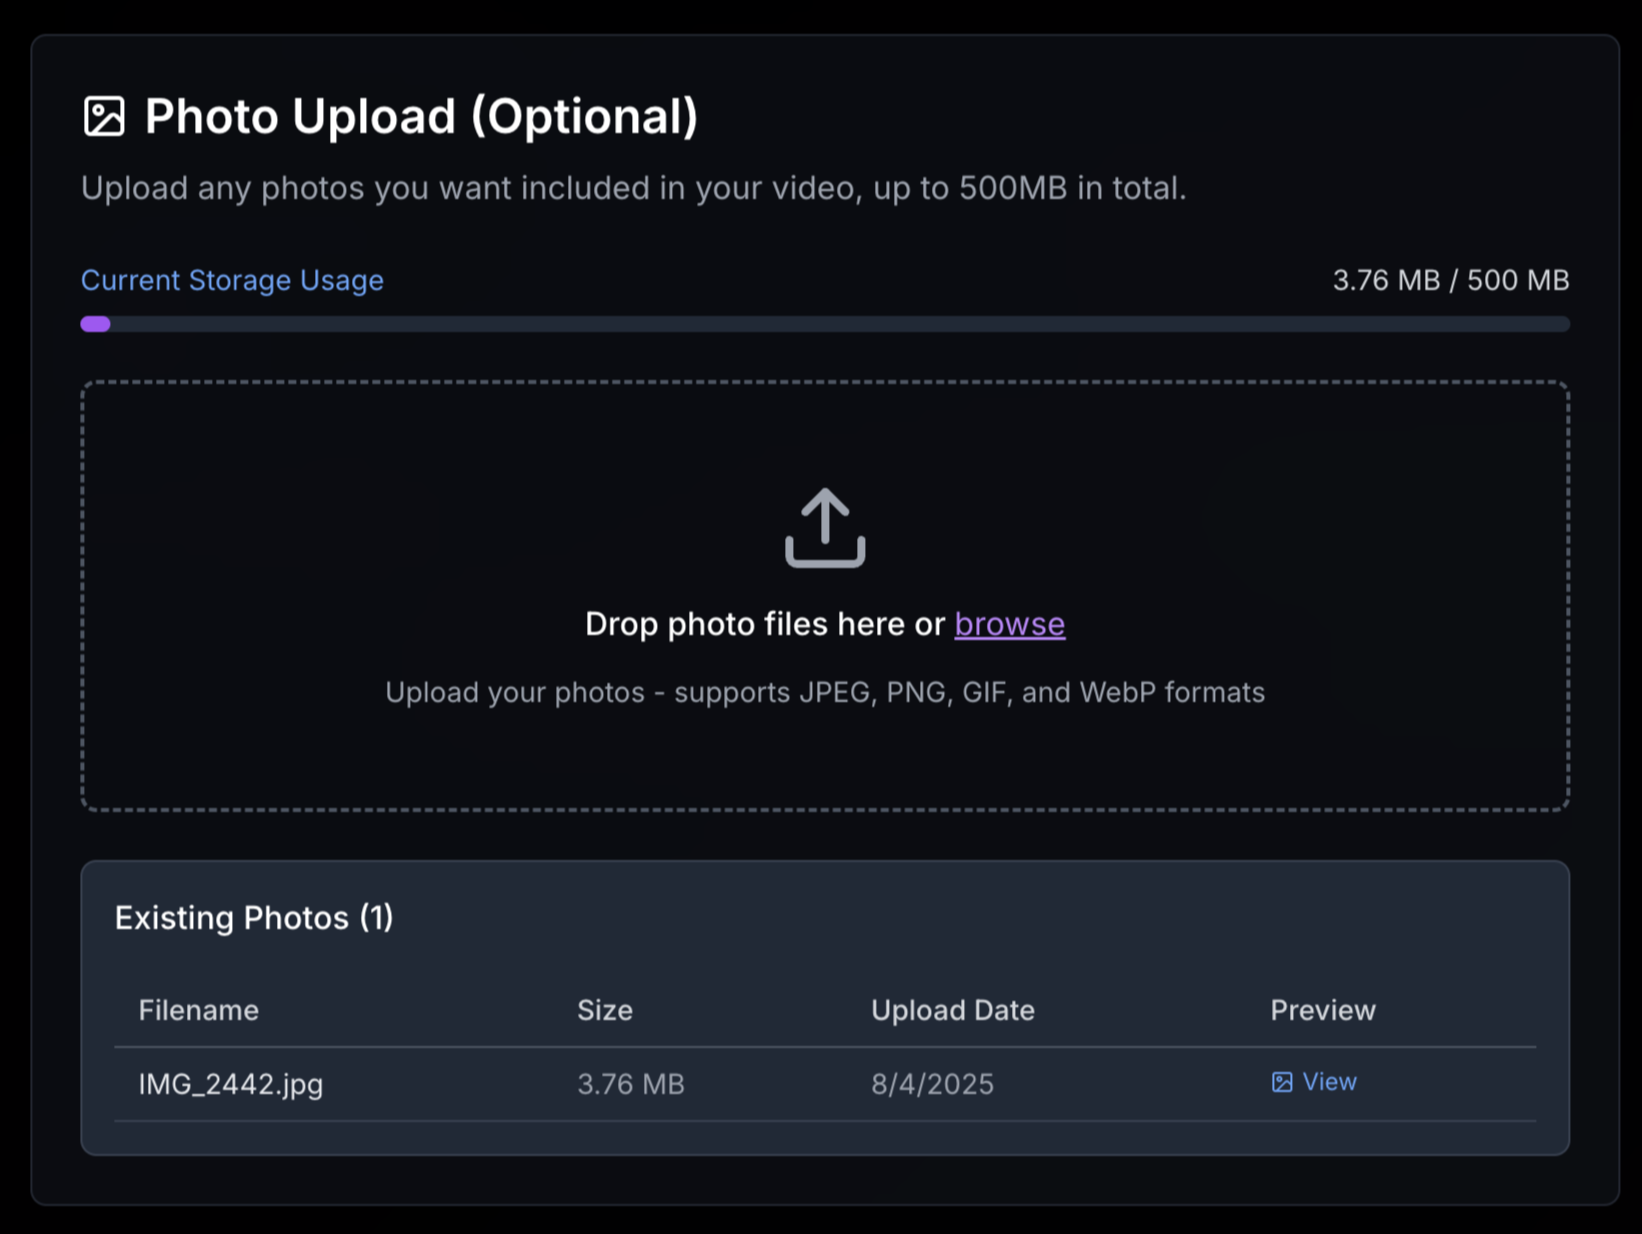 Photo Upload (Optional)
Upload any photos you want included in your video, up to 500MB in total.
Current Storage Usage 3.76 MB / 500 MB
Drop photo files here or browse
Upload your photos - supports JPEG, PNG, GIF, and WebP formats
Existing Photos (1)
Filename Size Upload Date Preview
IMG_2442.jpg 3.76 MB 8/4/2025 View